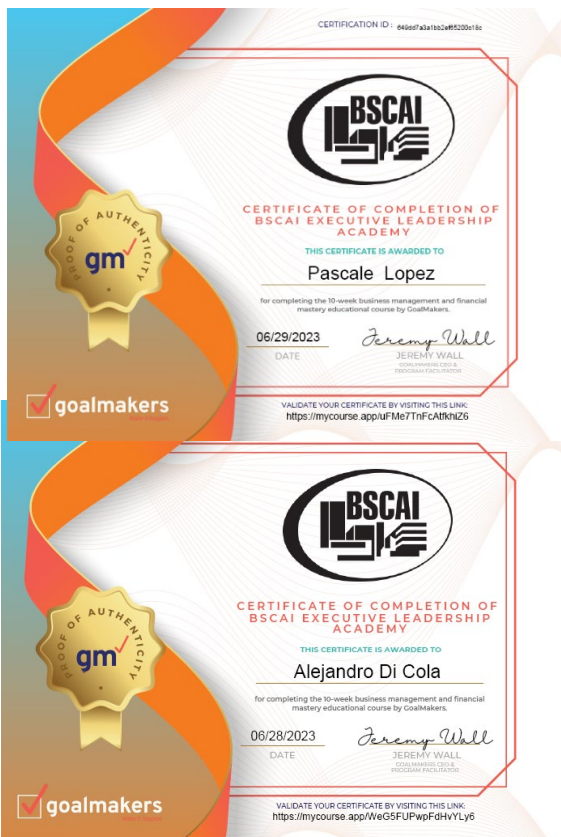 CERTIFICATION ID :
BSCAI
CERTIFICATE OF COMPLETION OF
BSCAI EXECUTIVE LEADERSHIP
ACADEMY
THIS CERTIFICATE IS AWARDED TO
Pascale Lopez
for completing the 10-week business management and financial
mastery educational course by GoalMakers.
PROOF OF AUTHENTICITY
gm
06/29/2023
Jeremy Wall
DATE
JEREMY WALL
GOALMAKERS CEO &
PROGRAM FACILITATOR
goalmakers
VALIDATE YOUR CERTIFICATE BY VISITING THIS LINK:
https://mycourse.app/uFMe7TnFcAtfkhiZ6
BSCAI
CERTIFICATE OF COMPLETION OF
BSCAI EXECUTIVE LEADERSHIP
ACADEMY
THIS CERTIFICATE IS AWARDED TO
Alejandro Di Cola
for completing the 10-week business management and financial
mastery educational course by GoalMakers.
PROOF OF AUTHENTICITY
gm
06/28/2023
Jeremy Wall
DATE
JEREMY WALL
GOALMAKERS CEO &
PROGRAM FACILITATOR
goalmakers
VALIDATE YOUR CERTIFICATE BY VISITING THIS LINK:
https://mycourse.app/WeG5FUPwpFdHvYLy6